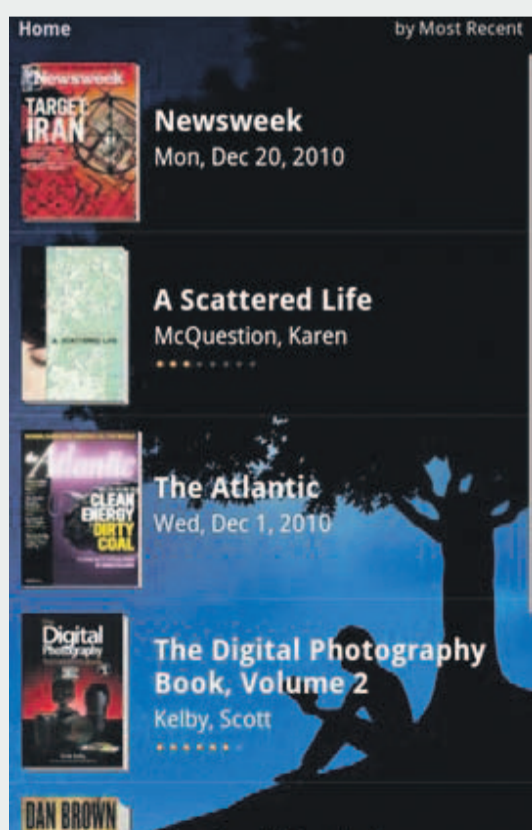 Home
by Most Recent
Newsweek
TARGET:
IRAN
Newsweek
Mon, Dec 20, 2010
A SCATTERED LIFE
A Scattered Life
McQuestion, Karen
the Atlantic
CLEAN
ENERGY
DIRTY
COAL
The Atlantic
Wed, Dec 1, 2010
The
Digital
Photography
The Digital Photography
Book, Volume 2
Kelby, Scott
DAN BROWN